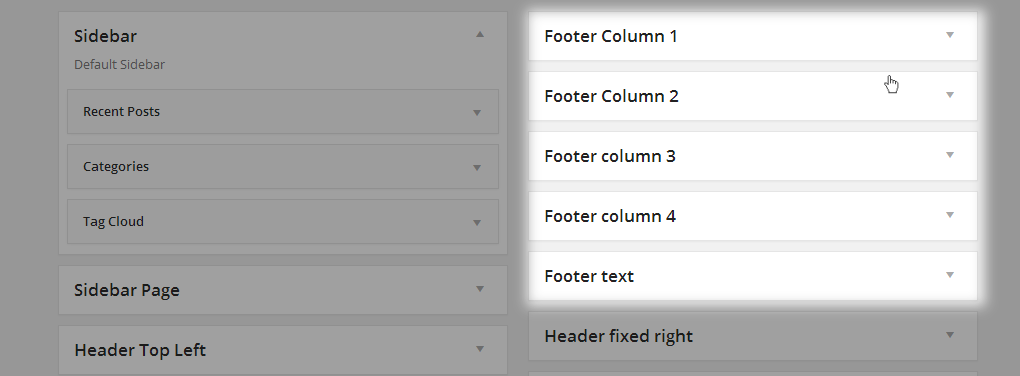 Sidebar
Default Sidebar
Recent Posts
Categories
Tag Cloud
Sidebar Page
Header Top Left
Footer Column 1
Footer Column 2
Footer column 3
Footer column 4
Footer text
Header fixed right